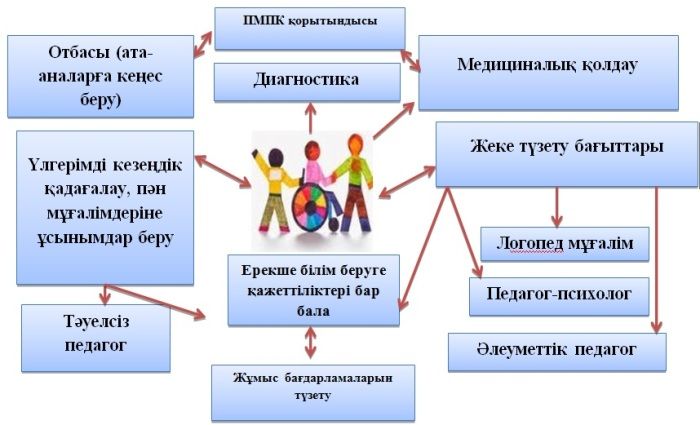 ПМПК қорытындысы
Отбасы (ата-
аналарға кеңес
беру)
Диагностика
Медициналық қолдау
Үлгерімді кезеңдік
қадағалау, пән
мұғалімдеріне
ұсынымдар беру
Жеке түзету бағыттары
Логопед мұғалім
Ерекше білім беруге
қажеттіліктері бар
бала
Педагог-психолог
Тәуелсіз
педагог
Әлеуметтік педагог
Жұмыс бағдарламаларын
түзету